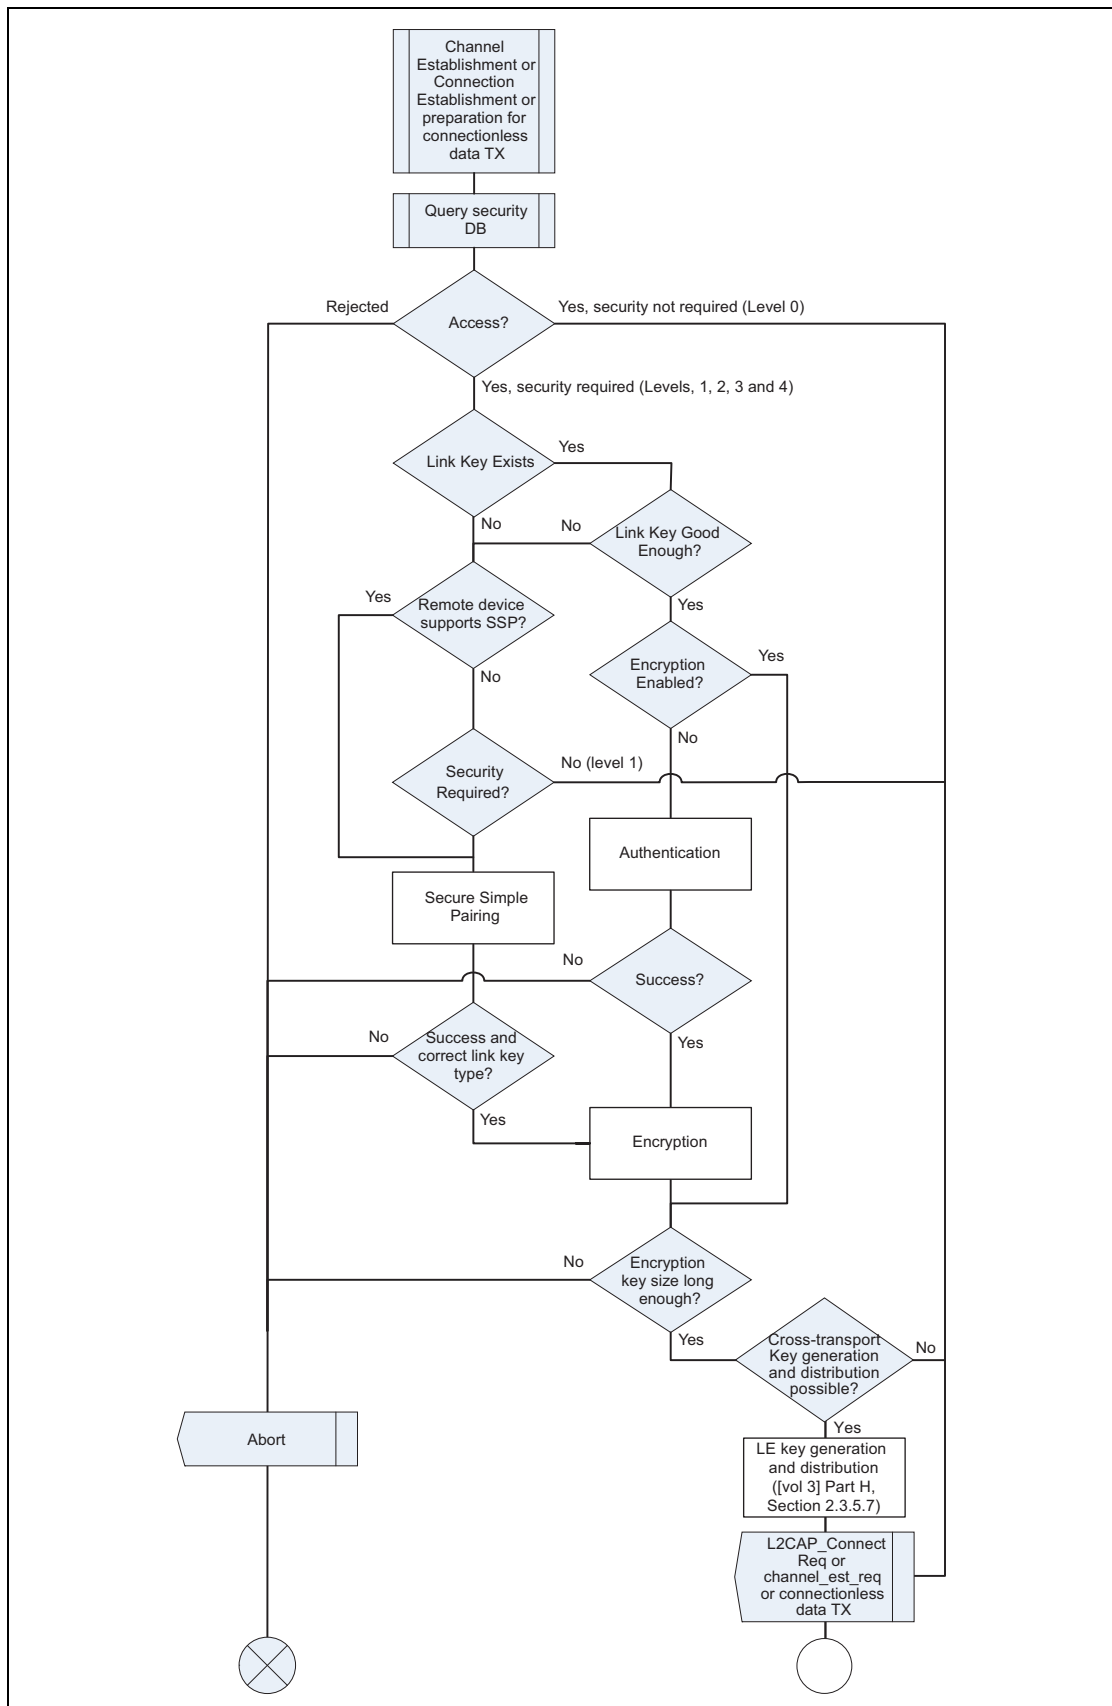 Channel
Establishment or
Connection
Establishment or
preparation for
connectionless
data TX
Query security
DB
Rejected
Access?
Yes, security not required (Level 0)
Yes, security required (Levels, 1, 2, 3 and 4)
Link Key Exists
Yes
No
No
Link Key Good
Enough?
Yes
Remote device
supports SSP?
Yes
No
Encryption
Enabled?
Yes
No
Security
Required?
No (level 1)
Authentication
Secure Simple
Pairing
No
Success?
Yes
No
Success and
correct link key
type?
Yes
Encryption
No
Encryption
key size long
enough?
Yes
Cross-transport
Key generation
and distribution
possible?
No
Yes
Abort
LE key generation
and distribution
([vol 3] Part H,
Section 2.3.5.7)
L2CAP_Connect
Req or
channel_est_req
or connectionless
data TX